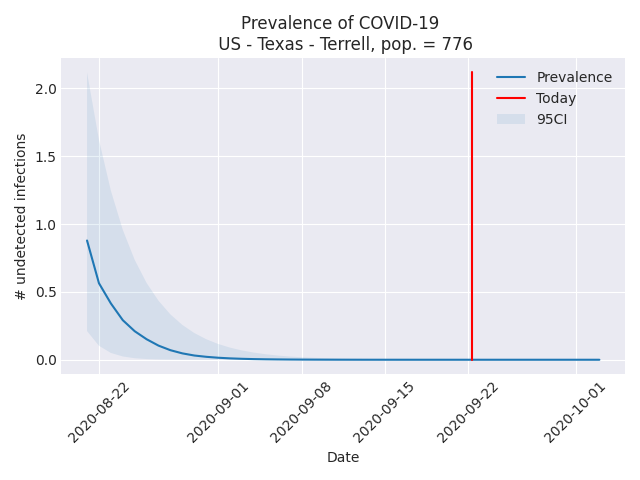 Prevalence of COVID-19
US - Texas - Terrell, pop. = 776
# undetected infections
2.0
1.5
1.0
0.5
0.0
Prevalence
Today
95CI
2020-08-22
2020-09-01
2020-09-08
2020-09-15
2020-09-22
2020-10-01
Date